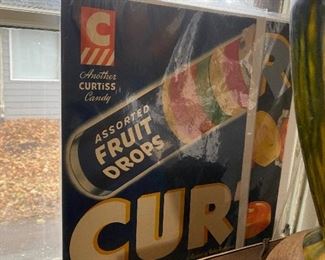 C
Another
CURTISS
Candy
ASSORTED
FRUIT
DROPS
CUR